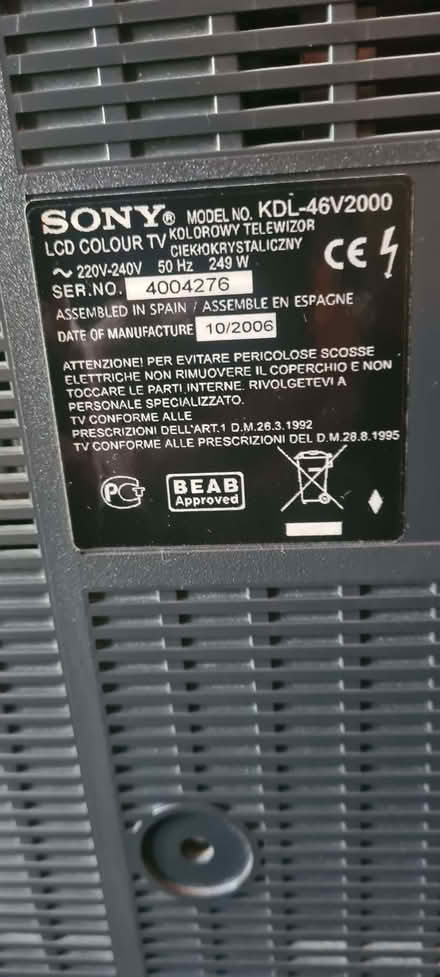 SONY® MODEL NO. KDL-46V2000
LCD COLOUR TV KOLOROWY TELEWIZOR
CIEKŁOKRYSTALICZNY
~ 220V-240V 50 Hz 249 W
SER.NO. 4004276
CE
ASSEMBLED IN SPAIN / ASSEMBLE EN ESPAGNE
DATE OF MANUFACTURE 10/2006
ATTENZIONE! PER EVITARE PERICOLOSE SCOSSE
ELETTRICHE NON RIMUOVERE IL COPERCHIO E NON
TOCCARE LE PARTI INTERNE. RIVOLGETEVI A
PERSONALE SPECIALIZZATO.
TV CONFORME ALLE
PRESCRIZIONI DELL'ART.1 D.M.26.3.1992
TV CONFORME ALLE PRESCRIZIONI DEL D.M.28.8.1995
BEAB
Approved